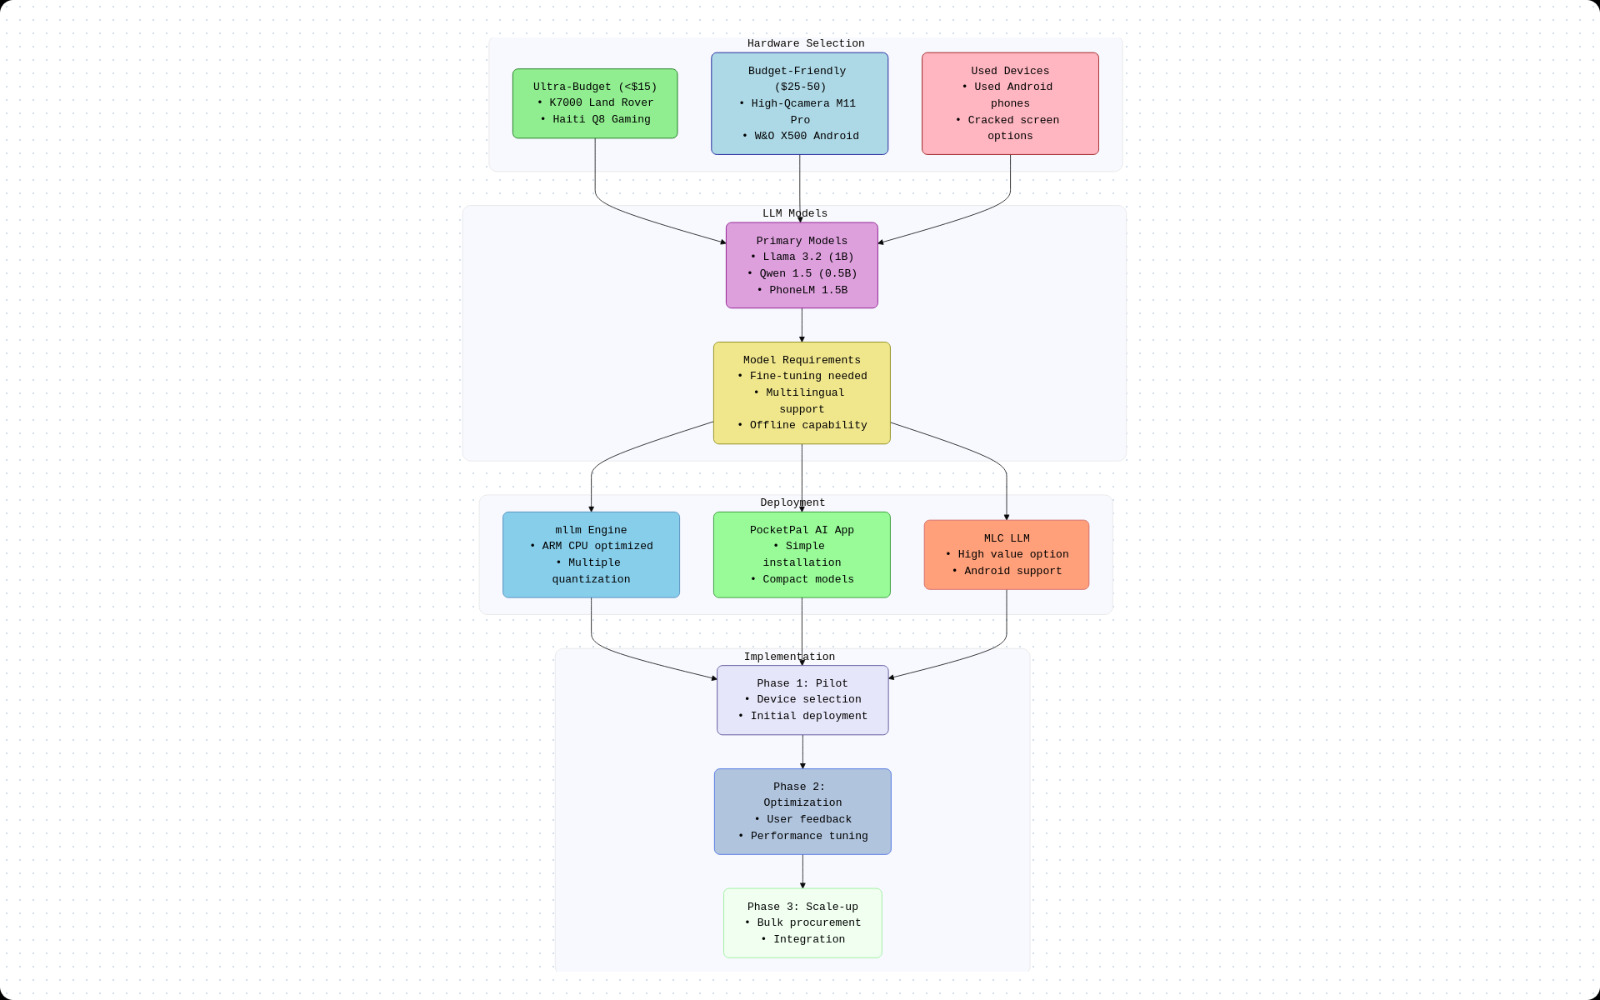 Hardware Selection
Ultra-Budget (<$15)
• K7000 Land Rover
• Haiti Q8 Gaming
Budget-Friendly
($25-50)
• High-Qcamera M11
Pro
• W&O X500 Android
Used Devices
• Used Android
phones
• Cracked screen
options
LLM Models
Primary Models
• Llama 3.2 (1B)
• Qwen 1.5 (0.5B)
• PhoneLM 1.5B
Model Requirements
• Fine-tuning needed
• Multilingual
support
• Offline capability
Deployment
mllm Engine
• ARM CPU optimized
• Multiple
quantization
PocketPal AI App
• Simple
installation
• Compact models
MLC LLM
• High value option
• Android support
Implementation
Phase 1: Pilot
• Device selection
• Initial deployment
Phase 2:
Optimization
• User feedback
• Performance tuning
Phase 3: Scale-up
• Bulk procurement
• Integration